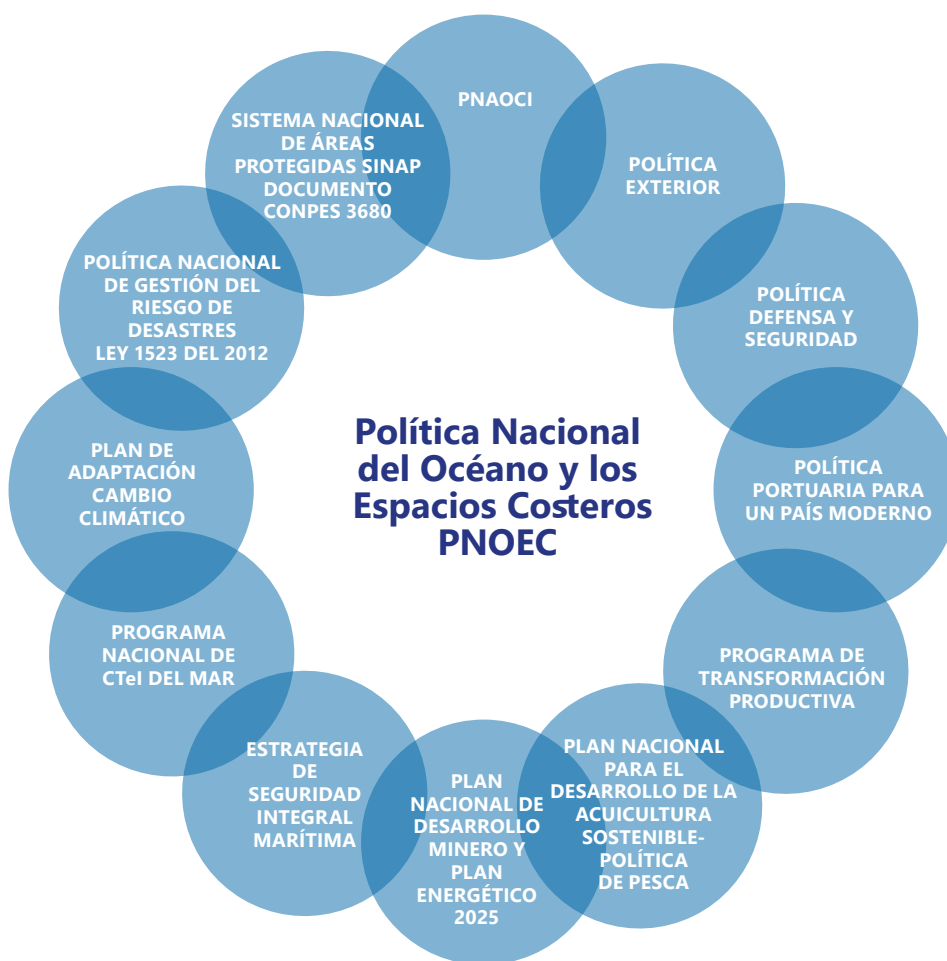 PNAOCI
POLÍTICA
EXTERIOR
POLÍTICA
DEFENSA Y
SEGURIDAD
POLÍTICA
PORTUARIA PARA
UN PAÍS MODERNO
PROGRAMA DE
TRANSFORMACIÓN
PRODUCTIVA
PLAN NACIONAL
PARA EL
DESARROLLO DE LA
ACUICULTURA
SOSTENIBLE-
POLÍTICA
DE PESCA
PLAN
NACIONAL DE
DESARROLLO
MINERO Y
PLAN
ENERGÉTICO
2025
ESTRATEGIA
DE
SEGURIDAD
INTEGRAL
MARÍTIMA
PROGRAMA
NACIONAL DE
CTeI DEL MAR
PLAN DE
ADAPTACIÓN
CAMBIO
CLIMÁTICO
POLÍTICA NACIONAL
DE GESTIÓN DEL
RIESGO DE
DESASTRES
LEY 1523 DEL 2012
SISTEMA NACIONAL
DE ÁREAS
PROTEGIDAS SINAP
DOCUMENTO
CONPES 3680
Política Nacional
del Océano y los
Espacios Costeros
PNOEC